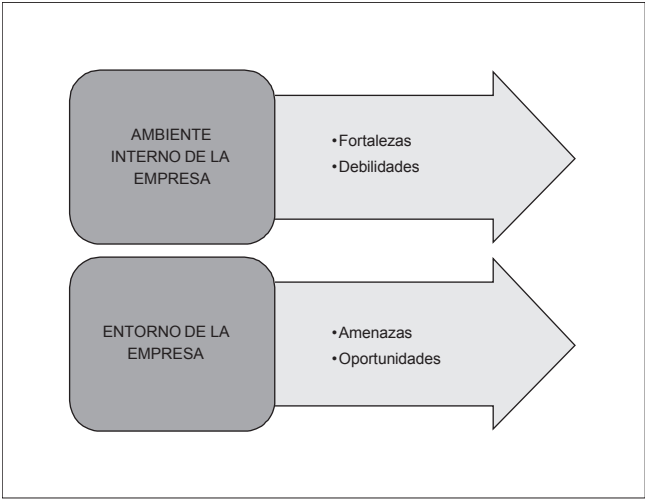 AMBIENTE
INTERNO DE LA
EMPRESA
•Fortalezas
•Debilidades
ENTORNO DE LA
EMPRESA
•Amenazas
•Oportunidades